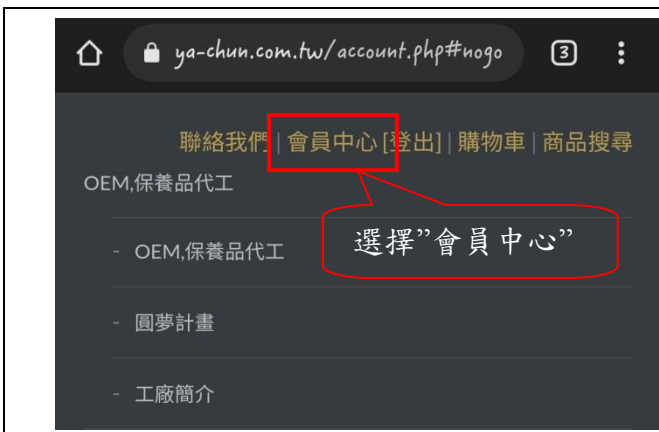 ya-chun.com.tw/account.php#nogo 3
聯絡我們 | 會員中心 [登出] | 購物車 | 商品搜尋
OEM,保養品代工
選擇”會員中心”
- OEM,保養品代工
- 圓夢計畫
- 工廠簡介